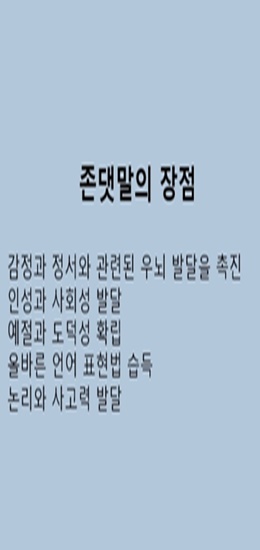 존댓말의 장점
감정과 정서와 관련된 우뇌 발달을 촉진
인성과 사회성 발달
예절과 도덕성 확립
올바른 언어 표현법 습득
논리와 사고력 발달